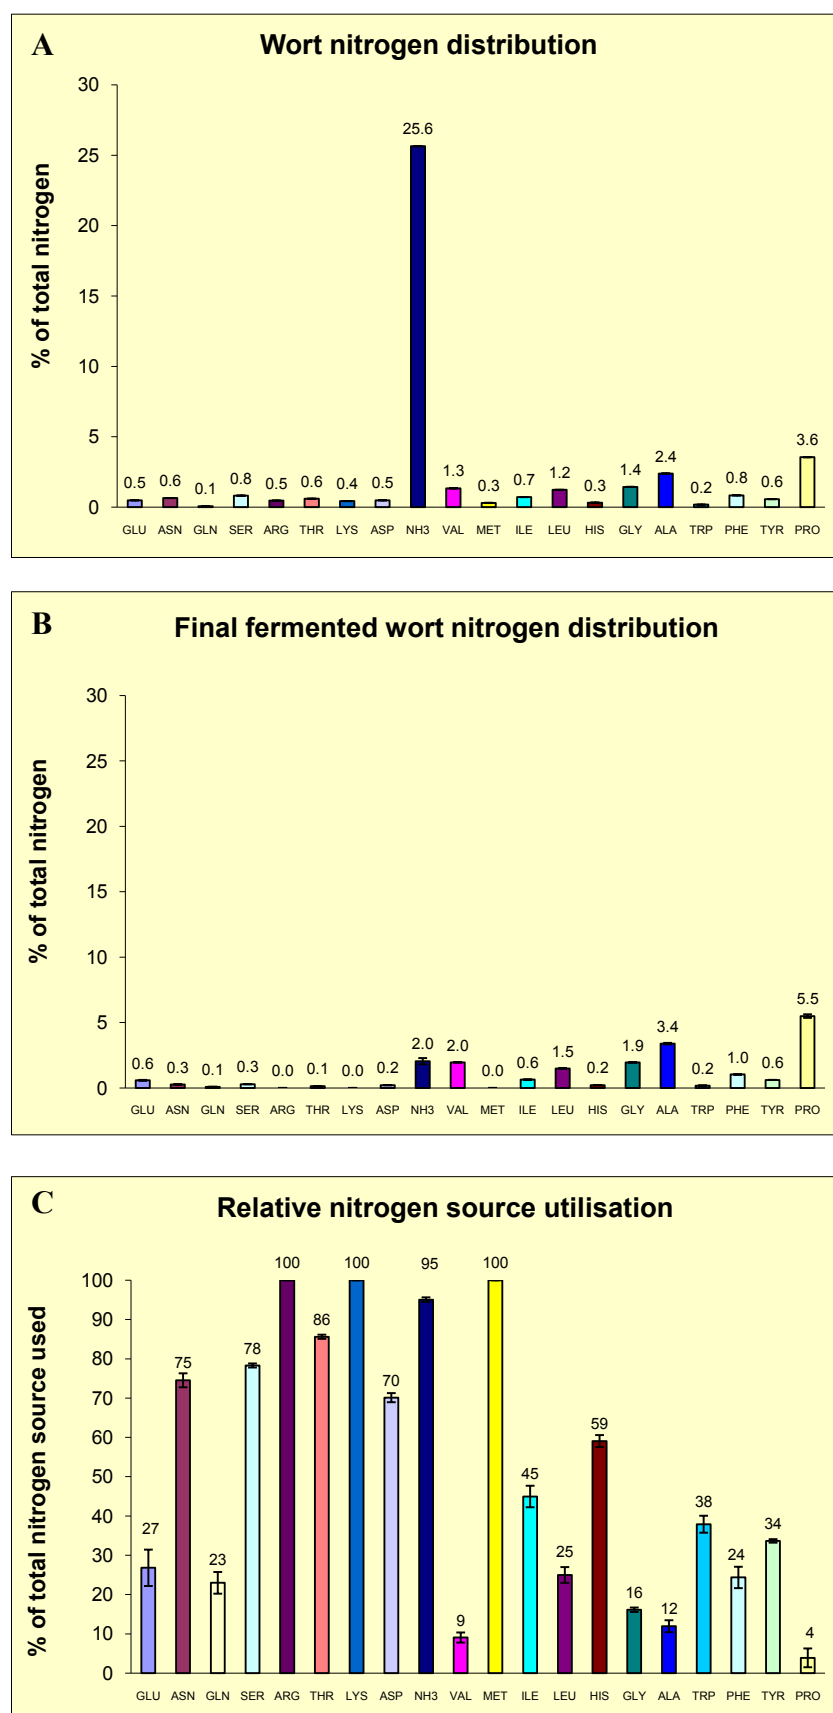 A
Wort nitrogen distribution
% of total nitrogen
30
25
20
15
10
5
0
0.5 0.6 0.1 0.8 0.5 0.6 0.4 0.5 25.6 1.3 0.3 0.7 1.2 0.3 1.4 2.4 0.2 0.8 0.6 3.6
GLU ASN GLN SER ARG THR LYS ASP NH3 VAL MET ILE LEU HIS GLY ALA TRP PHE TYR PRO
B
Final fermented wort nitrogen distribution
% of total nitrogen
30
25
20
15
10
5
0
0.6 0.3 0.1 0.3 0.0 0.1 0.0 0.2 2.0 2.0 0.0 0.6 1.5 0.2 1.9 3.4 0.2 1.0 0.6 5.5
GLU ASN GLN SER ARG THR LYS ASP NH3 VAL MET ILE LEU HIS GLY ALA TRP PHE TYR PRO
C
Relative nitrogen source utilisation
% of total nitrogen source used
100
90
80
70
60
50
40
30
20
10
0
27 75 23 78 100 86 100 70 95 9 100 45 25 59 16 12 38 24 34 4
GLU ASN GLN SER ARG THR LYS ASP NH3 VAL MET ILE LEU HIS GLY ALA TRP PHE TYR PRO